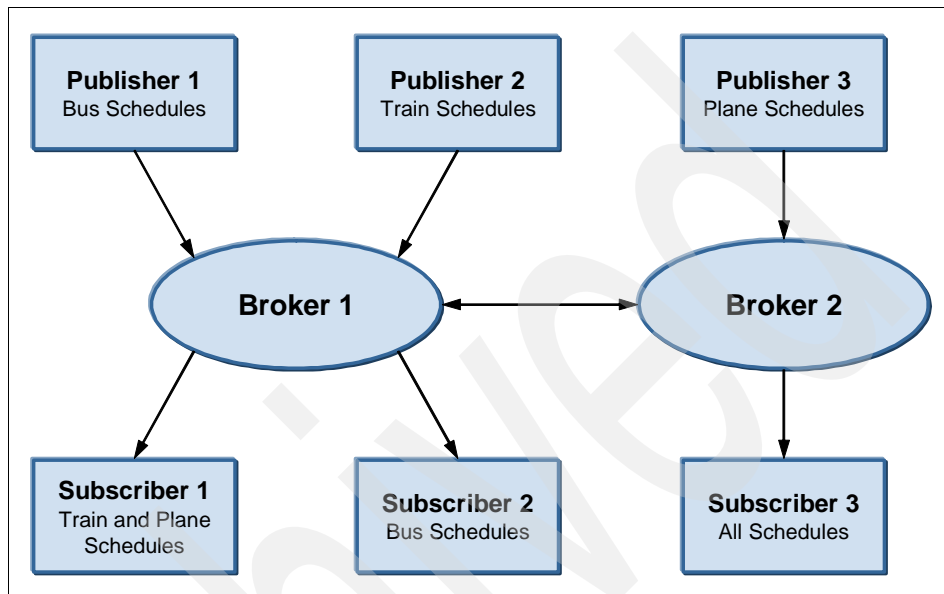 Publisher 1
Bus Schedules
Publisher 2
Train Schedules
Publisher 3
Plane Schedules
Broker 1
Broker 2
Subscriber 1
Train and Plane
Schedules
Subscriber 2
Bus Schedules
Subscriber 3
All Schedules
hived